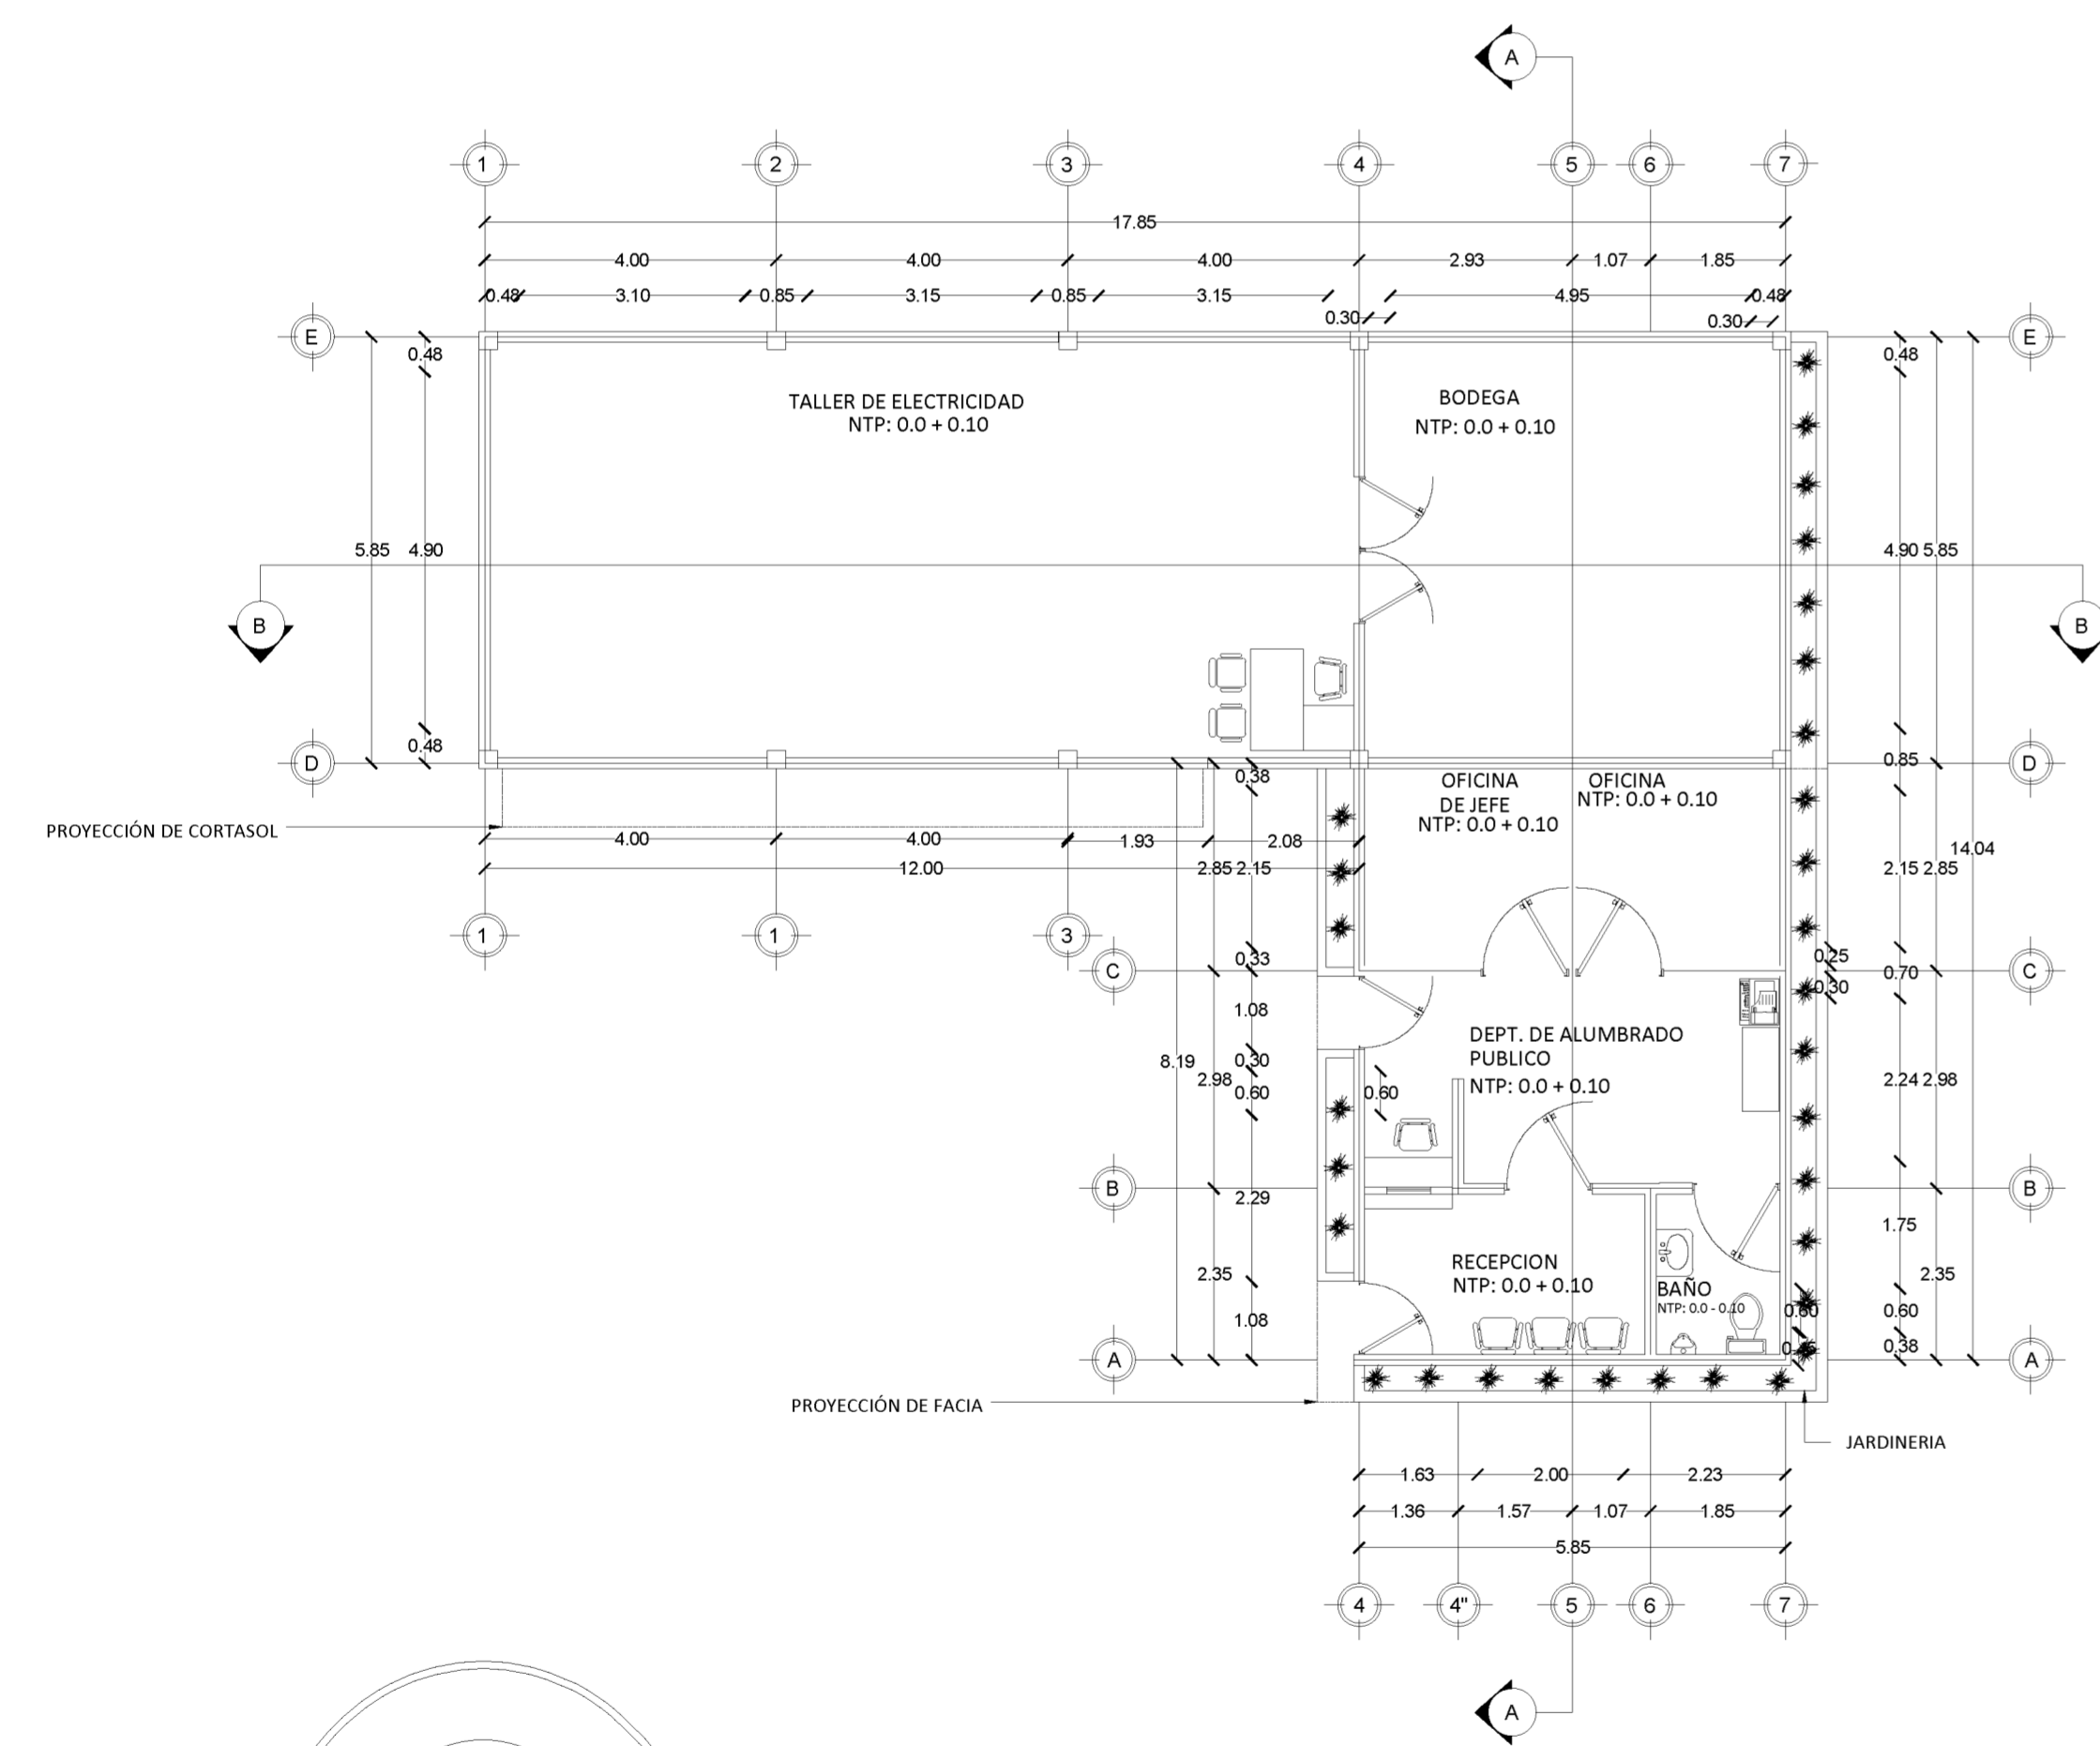 A
1 2 3 4 5 6 7
17.85
4.00 4.00 4.00 2.93 1.07 1.85
0.48 3.10 0.85 3.15 0.85 3.15 4.95 0.48
0.30 0.30
E E
0.48 0.48
TALLER DE ELECTRICIDAD
NTP: 0.0 + 0.10
BODEGA
NTP: 0.0 + 0.10
5.85 4.90 4.90 5.85
B B
0.48
D D
0.85
0.38
OFICINA
DE JEFE
NTP: 0.0 + 0.10
OFICINA
NTP: 0.0 + 0.10
PROYECCIÓN DE CORTASOL
4.00 4.00 1.93 2.08
14.04
12.00 2.85 2.15 2.15 2.85
1 1 3
0.33 0.25
C C
0.70
0.30
1.08
DEPT. DE ALUMBRADO
PUBLICO
NTP: 0.0 + 0.10
8.19 0.30
2.98 0.60 0.60 2.24 2.98
B B
2.29
1.75
RECEPCION
NTP: 0.0 + 0.10
2.35 2.35
BAÑO
NTP: 0.0 - 0.10
1.08 0.60 0.60
0.38
A A
PROYECCIÓN DE FACIA
JARDINERIA
1.63 2.00 2.23
1.36 1.57 1.07 1.85
5.85
4 4" 5 6 7
A